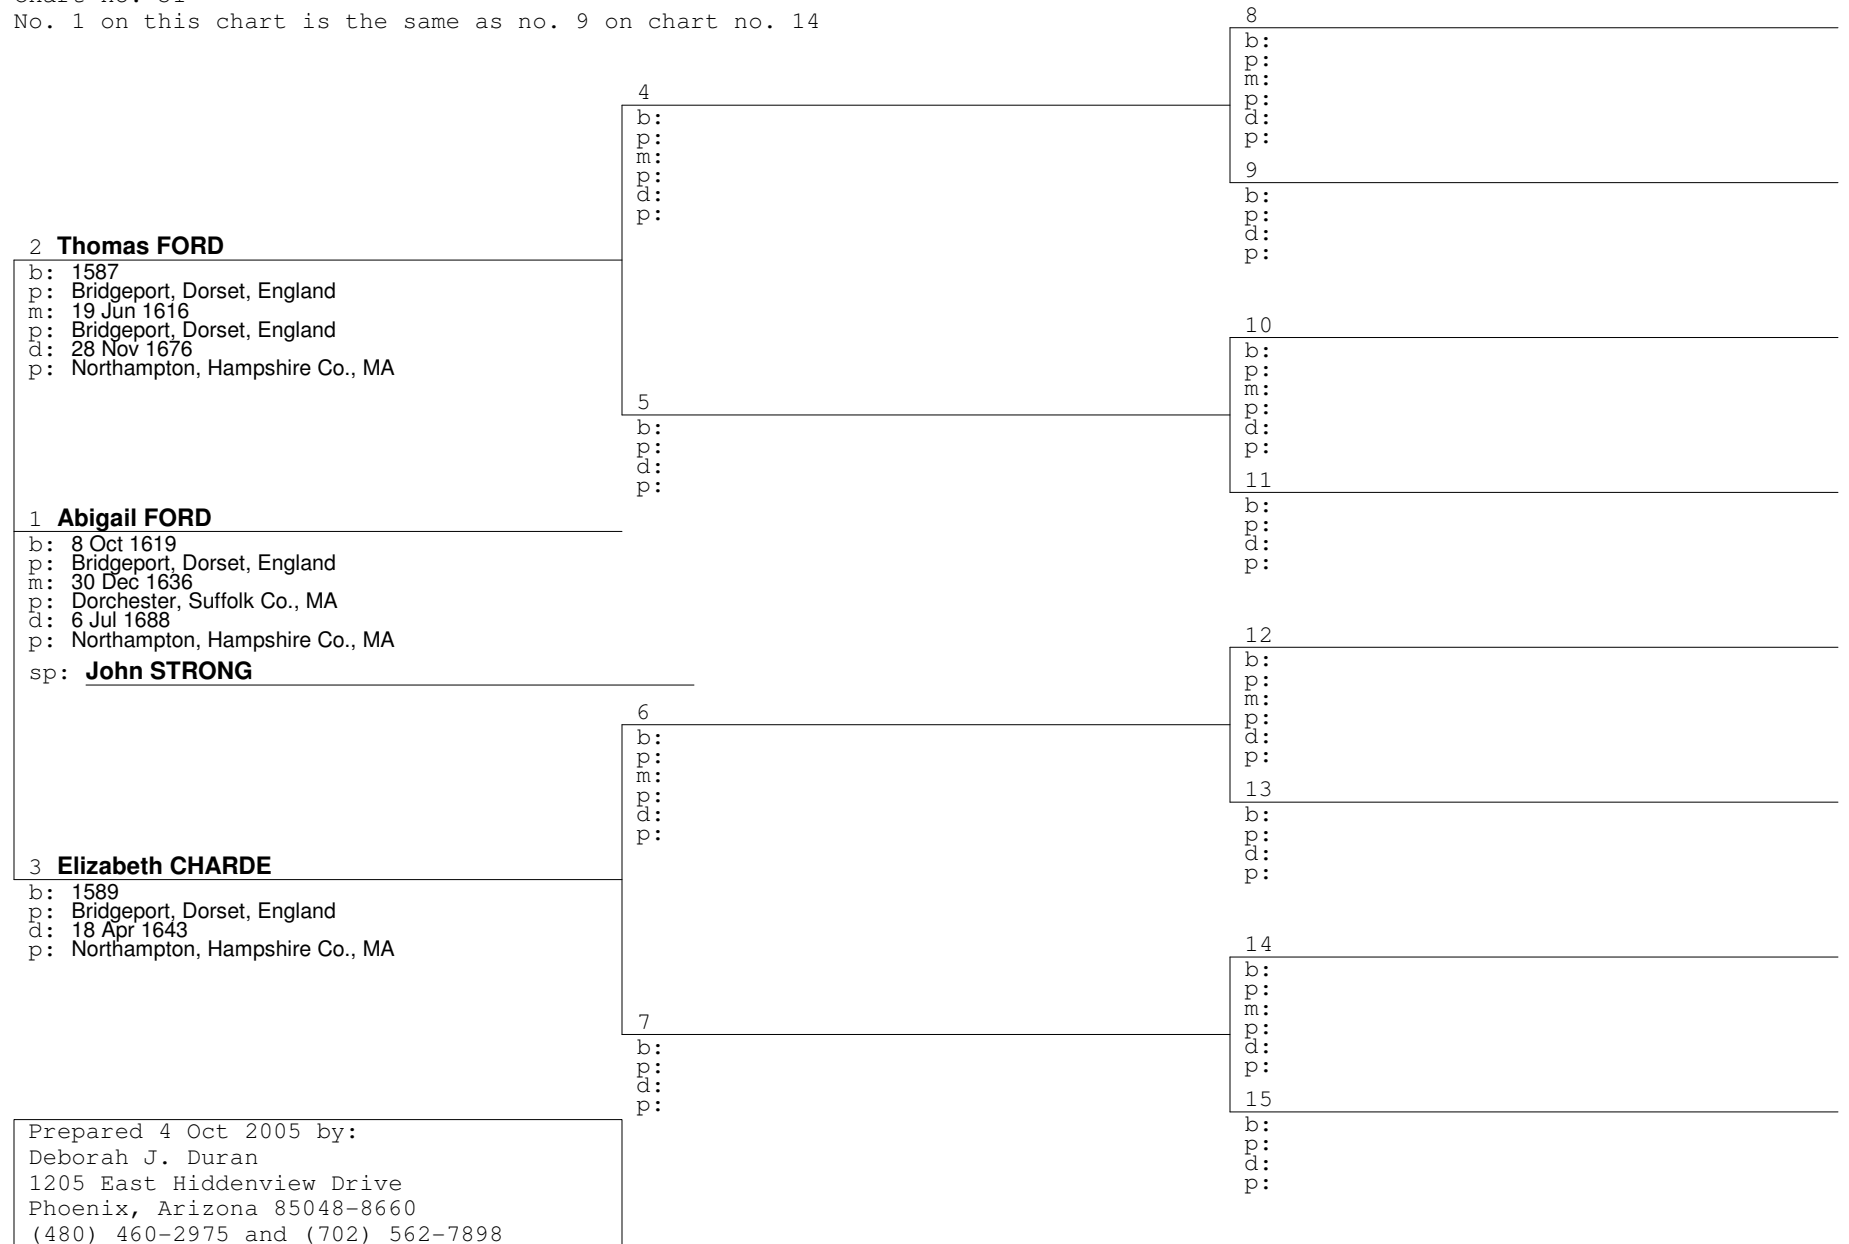 No. 1 on this chart is the same as no. 9 on chart no. 14
8
b:
p:
m:
p:
d:
p:
4
b:
p:
m:
p:
d:
p:
9
b:
p:
d:
p:
2 Thomas FORD
b: 1587
p: Bridgeport, Dorset, England
m: 19 Jun 1616
p: Bridgeport, Dorset, England
d: 28 Nov 1676
p: Northampton, Hampshire Co., MA
10
b:
p:
m:
p:
d:
p:
5
b:
p:
d:
p:
11
b:
p:
d:
p:
1 Abigail FORD
b: 8 Oct 1619
p: Bridgeport, Dorset, England
m: 30 Dec 1636
p: Dorchester, Suffolk Co., MA
d: 6 Jul 1688
p: Northampton, Hampshire Co., MA
sp: John STRONG
12
b:
p:
m:
p:
d:
p:
6
b:
p:
m:
p:
d:
p:
13
b:
p:
d:
p:
3 Elizabeth CHARDE
b: 1589
p: Bridgeport, Dorset, England
d: 18 Apr 1643
p: Northampton, Hampshire Co., MA
14
b:
p:
m:
p:
d:
p:
7
b:
p:
d:
p:
15
b:
p:
d:
p:
Prepared 4 Oct 2005 by:
Deborah J. Duran
1205 East Hiddenview Drive
Phoenix, Arizona 85048-8660
(480) 460-2975 and (702) 562-7898